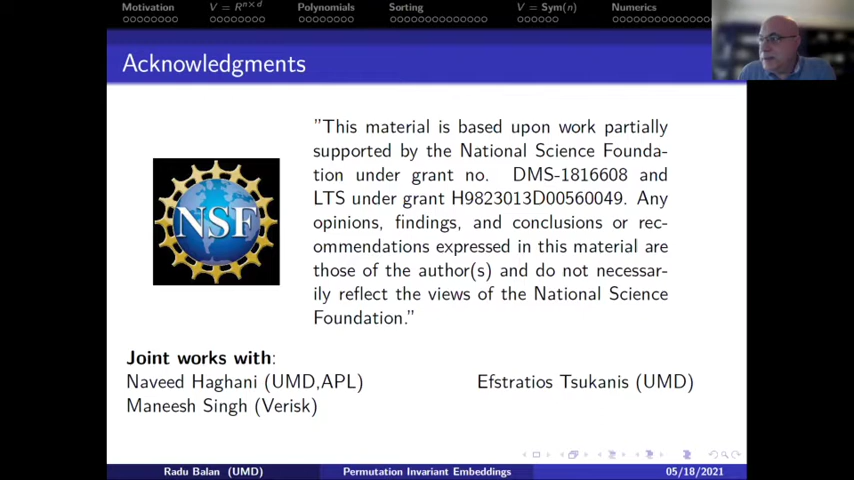 Motivation V = R^{n×d} Polynomials Sorting V = Sym(n) Numerics
Acknowledgments
”This material is based upon work partially
supported by the National Science Founda-
tion under grant no. DMS-1816608 and
LTS under grant H9823013D00560049. Any
opinions, findings, and conclusions or rec-
ommendations expressed in this material are
those of the author(s) and do not necessar-
ily reflect the views of the National Science
Foundation.”
NSF
Joint works with:
Naveed Haghani (UMD,APL) Efstratios Tsukanis (UMD)
Maneesh Singh (Verisk)
Radu Balan (UMD) Permutation Invariant Embeddings 05/18/2021